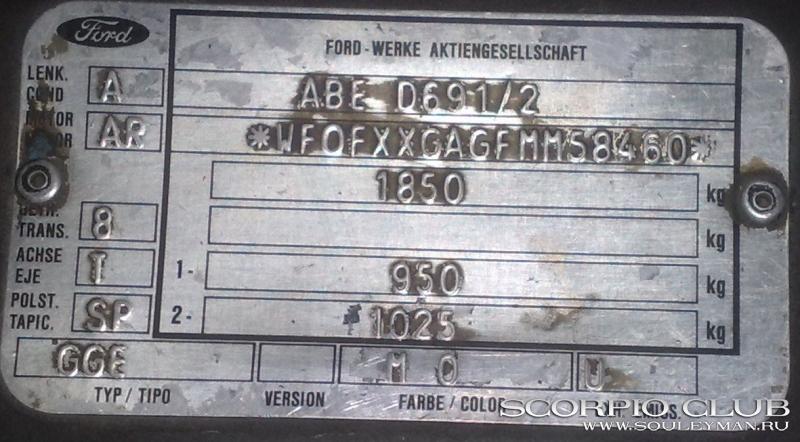 Ford
FORD-WERKE AKTIENGESELLSCHAFT
LENK.
COND A
ABE D691/2
MOTOR
AR
*WF0FXXGAGFMM58460*
1850 kg
kg
TRANS. 8
ACHSE
EJE T
1- 950 kg
POLST.
TAPIC. SP
2- 1025 kg
GGE M O U
TYP / TIPO VERSION FARBE / COLOR
SCORPIO CLUB
WWW.SOULEYMAN.RU